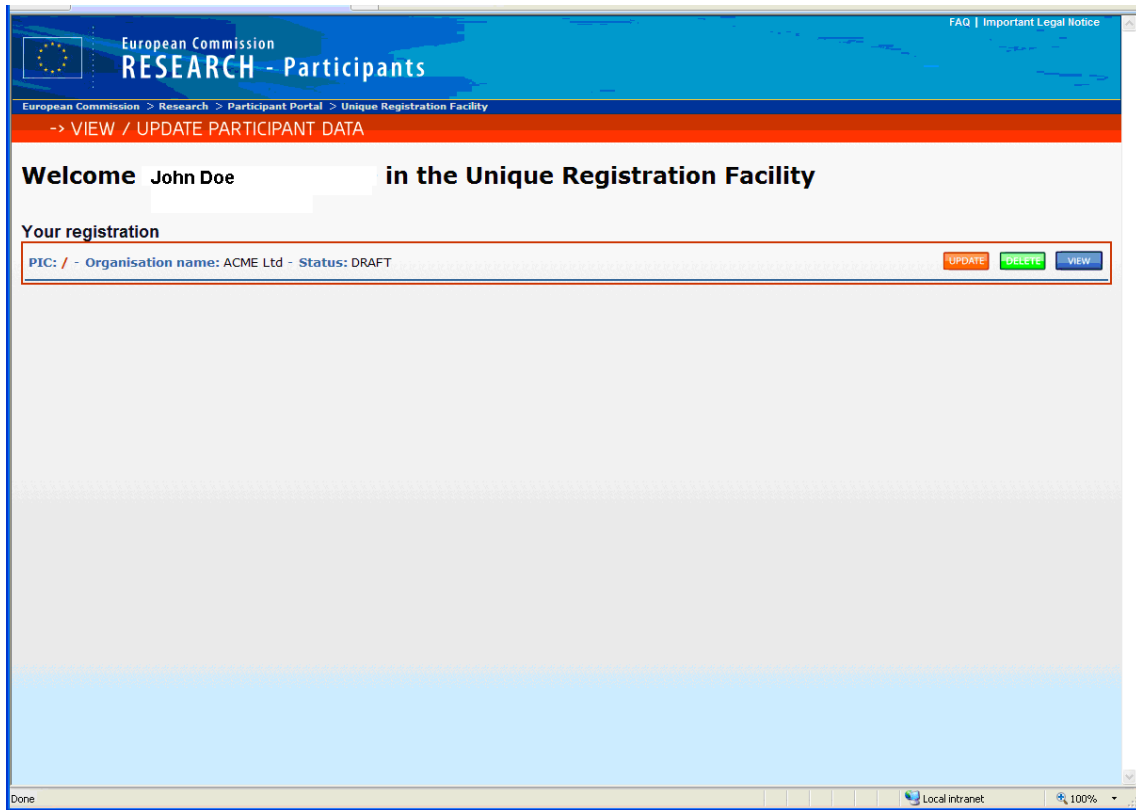 FAQ | Important Legal Notice
European Commission
RESEARCH - Participants
European Commission > Research > Participant Portal > Unique Registration Facility
-> VIEW / UPDATE PARTICIPANT DATA
Welcome John Doe in the Unique Registration Facility
Your registration
PIC: / - Organisation name: ACME Ltd - Status: DRAFT UPDATE DELETE VIEW
Done Local intranet 100%